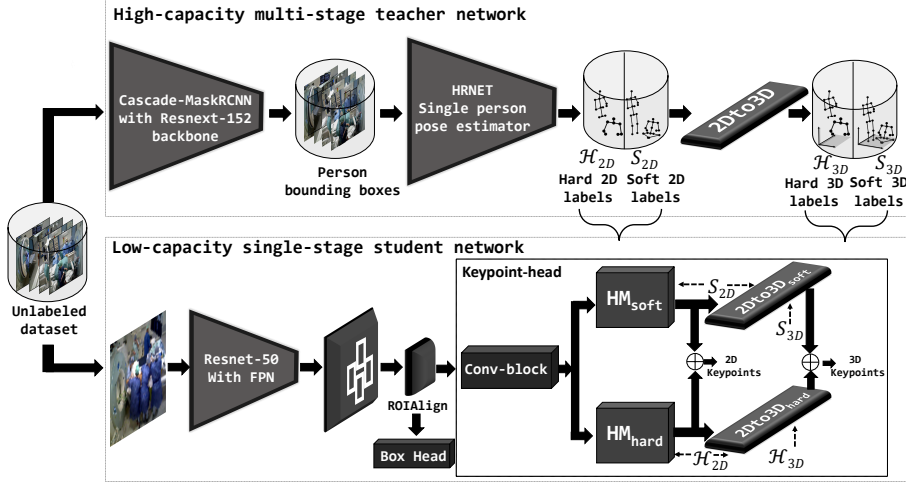 High-capacity multi-stage teacher network
Cascade-MaskRCNN
with Resnext-152
backbone
Person
bounding boxes
HRNET
Single person
pose estimator
ℋ2D
S2D
Hard 2D
labels
Soft 2D
labels
2Dto3D
ℋ3D
S3D
Hard 3D
labels
Soft 3D
labels
Unlabeled
dataset
Low-capacity single-stage student network
Resnet-50
With FPN
ROIAlign
Box Head
Keypoint-head
Conv-block
HMsoft
HMhard
S2D
2Dto3Dsoft
S3D
2D
Keypoints
3D
Keypoints
2Dto3Dhard
ℋ2D
ℋ3D